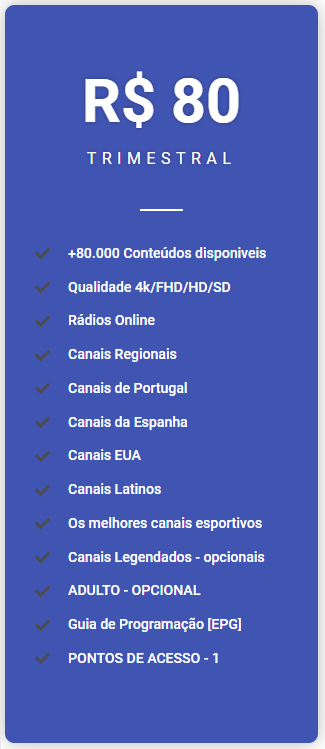 R$ 80
TRIMESTRAL
+80.000 Conteúdos disponiveis
Qualidade 4k/FHD/HD/SD
Rádios Online
Canais Regionais
Canais de Portugal
Canais da Espanha
Canais EUA
Canais Latinos
Os melhores canais esportivos
Canais Legendados - opcionais
ADULTO - OPCIONAL
Guia de Programação [EPG]
PONTOS DE ACESSO - 1